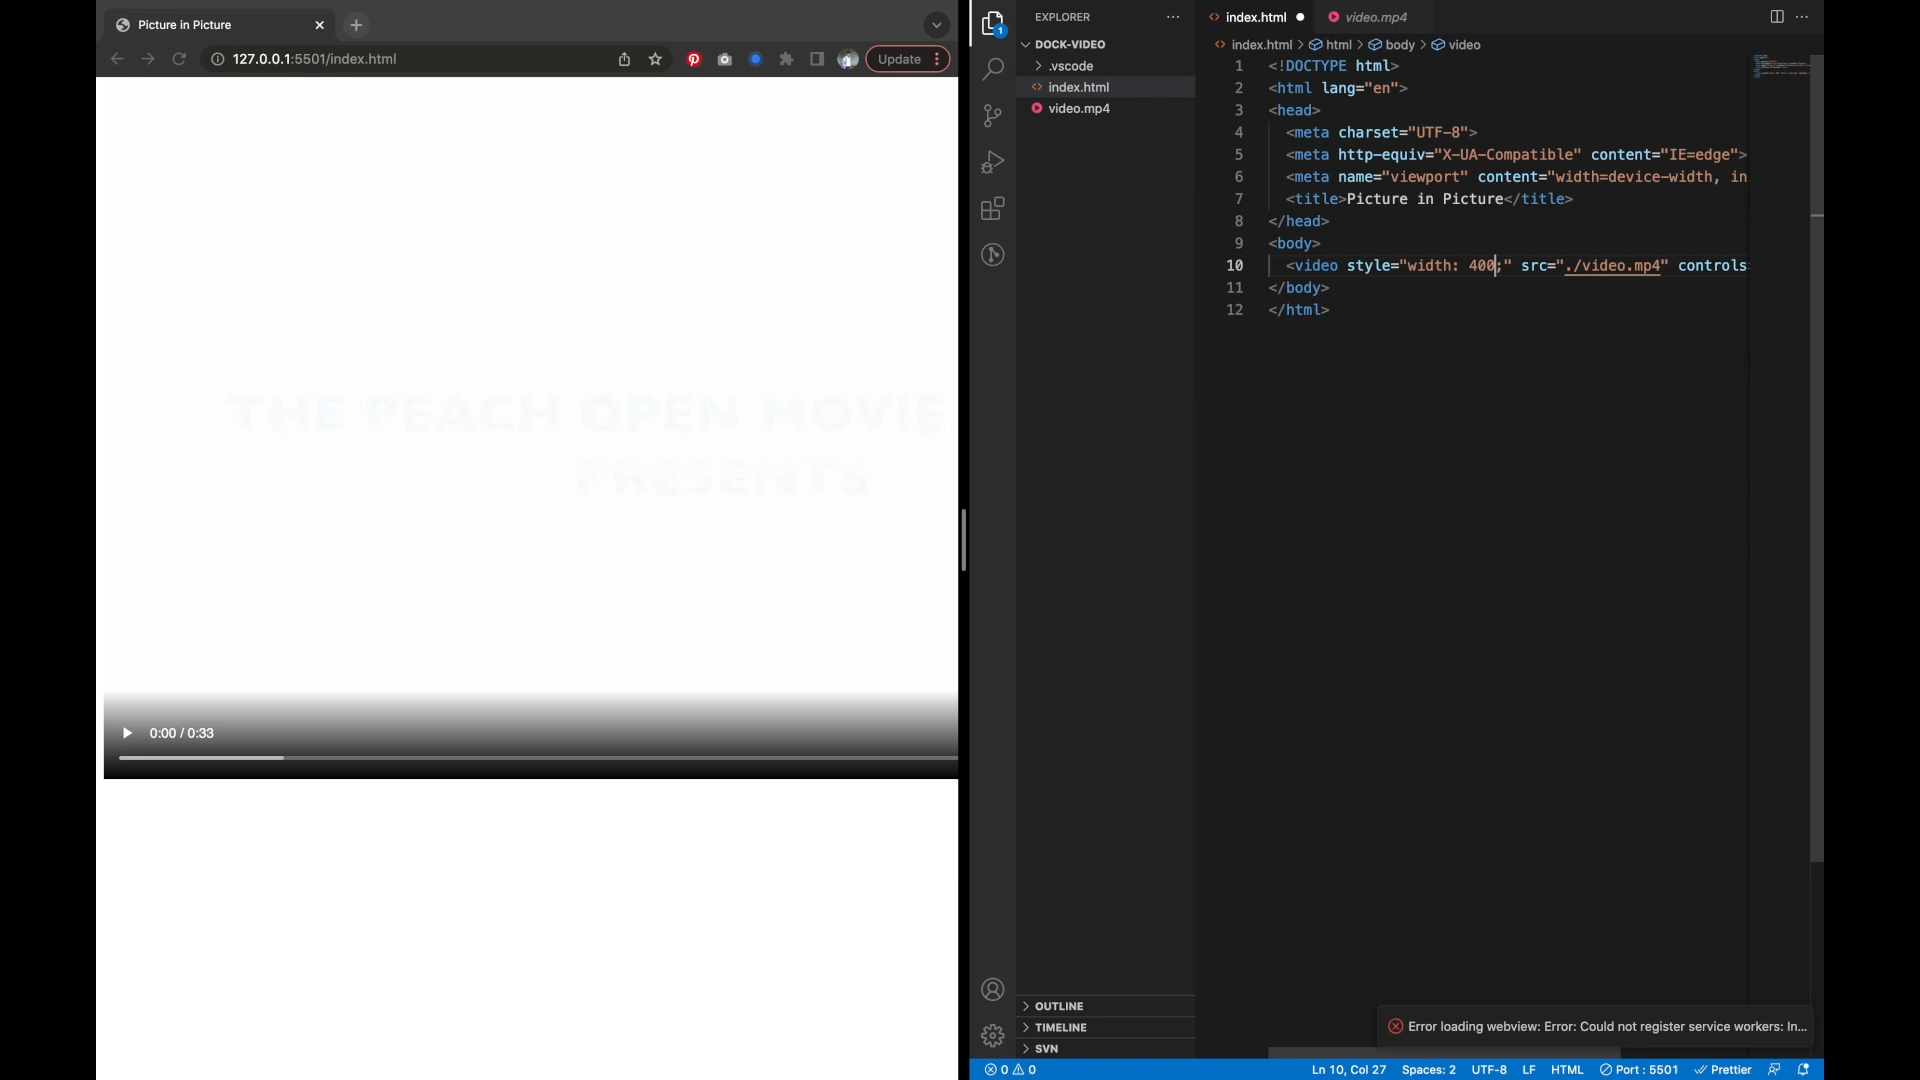 Picture in Picture
127.0.0.1:5501/index.html
Update
THE PEACH OPEN MOVIE
PRESENTS
0:00 / 0:33
EXPLORER
DOCK-VIDEO
.vscode
index.html
video.mp4
OUTLINE
TIMELINE
SVN
1
index.html
video.mp4
index.html > html > body > video
1 <!DOCTYPE html>
2 <html lang="en">
3 <head>
4 <meta charset="UTF-8">
5 <meta http-equiv="X-UA-Compatible" content="IE=edge">
6 <meta name="viewport" content="width=device-width, in
7 <title>Picture in Picture</title>
8 </head>
9 <body>
10 <video style="width: 400;" src="./video.mp4" controls
11 </body>
12 </html>
Error loading webview: Error: Could not register service workers: In...
0 0
Ln 10, Col 27 Spaces: 2 UTF-8 LF HTML Port : 5501 Prettier